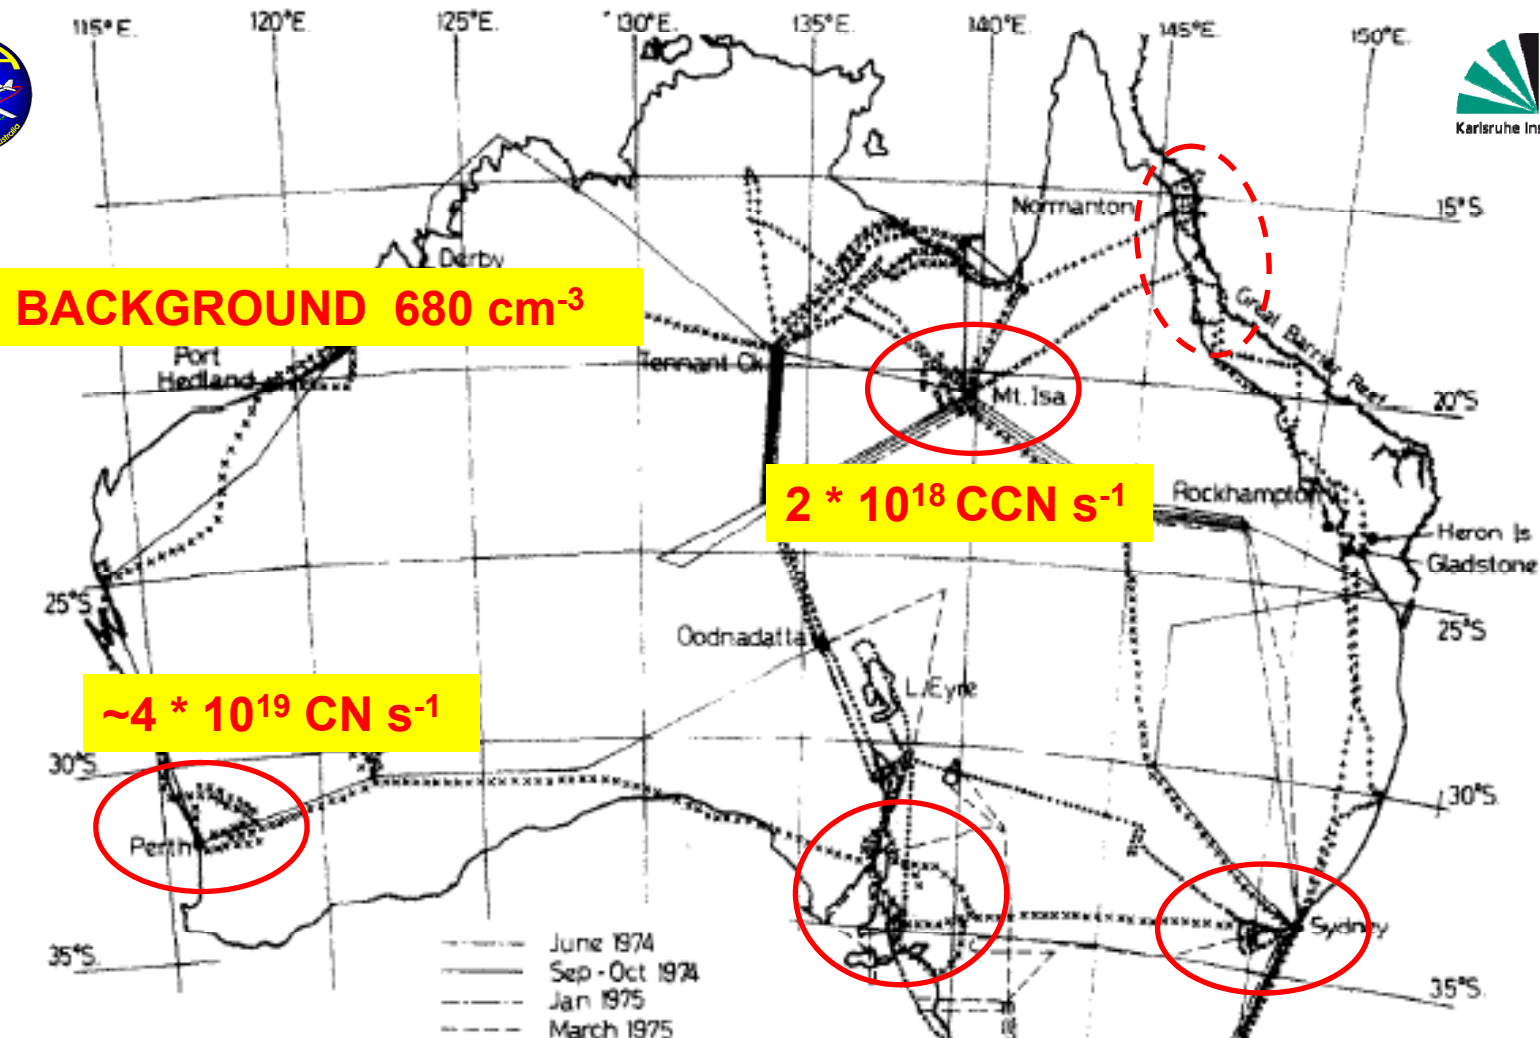 115°E.
120°E.
125°E.
130°E.
135°E.
140°E.
145°E.
150°E.
Karlsruhe Ins
Normanton
15°S
Derby
BACKGROUND 680 cm⁻³
Great Barrier Reef
Port
Hedland
Tennant Ck
Mt. Isa
20°S
2 * 10¹⁸ CCN s⁻¹
Rockhampton
Heron Is
Gladstone
25°S
25°S
Oodnadatta
L. Eyre
~4 * 10¹⁹ CN s⁻¹
30°S.
30°S.
Perth
Sydney
35°S.
35°S.
June 1974
Sep - Oct 1974
Jan 1975
March 1975